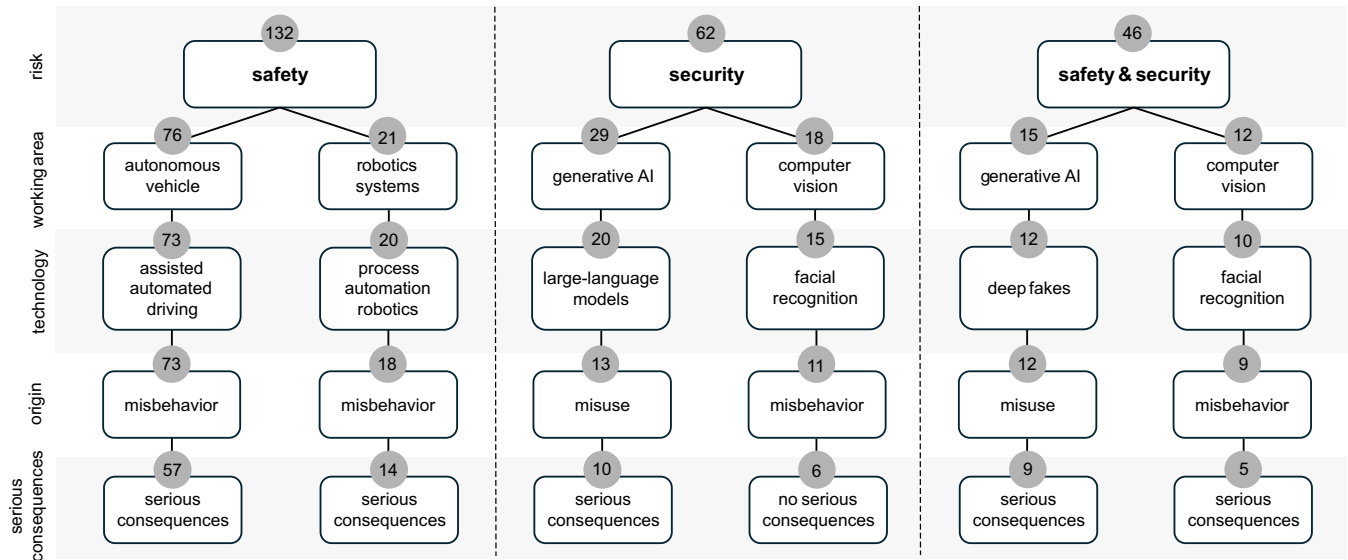 risk
132
safety
62
security
46
safety & security
working area
76
autonomous
vehicle
21
robotics
systems
29
generative AI
18
computer
vision
15
generative AI
12
computer
vision
technology
73
assisted
automated
driving
20
process
automation
robotics
20
large-language
models
15
facial
recognition
12
deep fakes
10
facial
recognition
origin
73
misbehavior
18
misbehavior
13
misuse
11
misbehavior
12
misuse
9
misbehavior
serious
consequences
57
serious
consequences
14
serious
consequences
10
serious
consequences
6
no serious
consequences
9
serious
consequences
5
serious
consequences